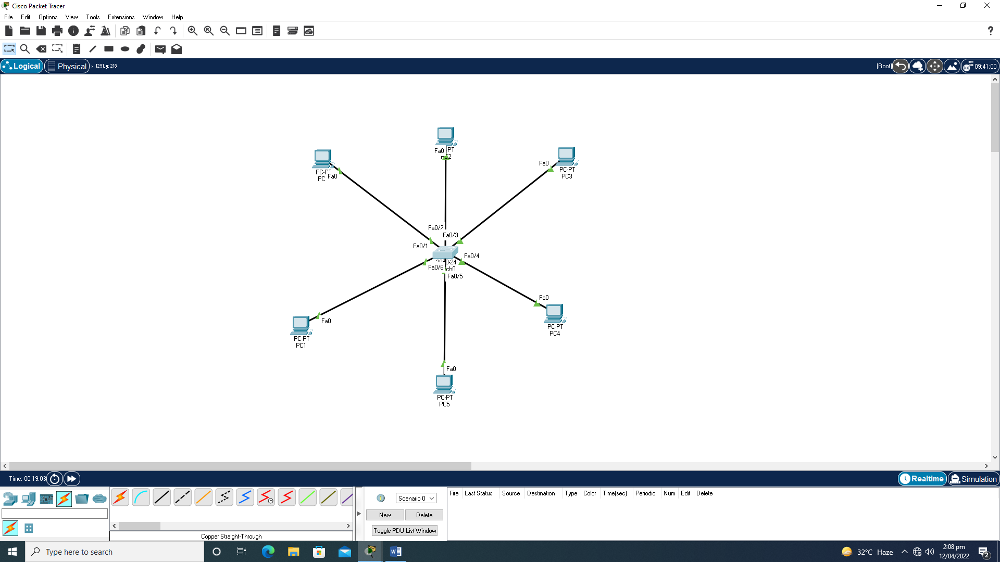 Cisco Packet Tracer
File Edit Options View Tools Extensions Window Help
Logical Physical x: 1291, y: 218 [Root] 09:41:00
Fa0 -PT
PC-PT Fa0
PC Fa0
Fa0 PC-PT
PC3
Fa0/2
Fa0/3
Fa0/1
Fa0/4
0-24
Fa0/6
Fa0/5
Fa0
Fa0
PC-PT
PC4
PC-PT
PC1
Fa0
PC-PT
PC5
Time: 00:19:03 Realtime Simulation
Scenario 0
New Delete
Toggle PDU List Window
Fire Last Status Source Destination Type Color Time(sec) Periodic Num Edit Delete
Copper Straight-Through
Type here to search
32°C Haze
2:08 pm
12/04/2022
2